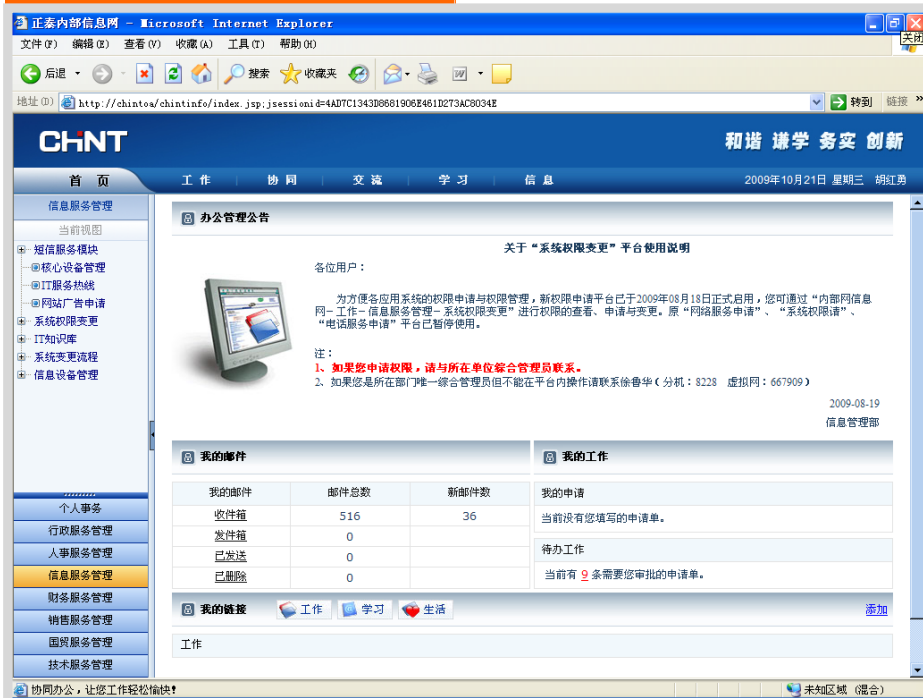 正泰内部信息网 - Microsoft Internet Explorer
文件(F) 编辑(E) 查看(V) 收藏(A) 工具(T) 帮助(H)
关闭
后退 搜索 收藏夹
地址(D) http://chintoa/chintinfo/index.jsp;jsessionid=4AD7C1343D8681906E461D273AC8034E 转到 链接 »
CHNT
和谐 谦学 务实 创新
首 页 工 作 协 同 交 流 学 习 信 息 2009年10月21日 星期三 胡红勇
信息服务管理
当前视图
短信服务模块
核心设备管理
IT服务热线
网站广告申请
系统权限变更
IT知识库
系统变更流程
信息设备管理
个人事务
行政服务管理
人事服务管理
信息服务管理
财务服务管理
销售服务管理
国贸服务管理
技术服务管理
办公管理公告
关于“系统权限变更”平台使用说明
各位用户：
为方便各应用系统的权限申请与权限管理，新权限申请平台已于2009年08月18日正式启用，您可通过“内部网信息
网－工作－信息服务管理－系统权限变更”进行权限的查看、申请与变更。原“网络服务申请”、“系统权限请”、
“电话服务申请”平台已暂停使用。
注：
1、如果您申请权限，请与所在单位综合管理员联系。
2、如果您是所在部门唯一综合管理员但不能在平台内操作请联系徐鲁华(分机：8228 虚拟网：667909)
2009-08-19
信息管理部
我的邮件 我的工作
我的邮件 邮件总数 新邮件数
收件箱 516 36
发件箱 0
已发送 0
已删除 0
我的申请
当前没有您填写的申请单。
待办工作
当前有 9 条需要您审批的申请单。
我的链接 工作 学习 生活 添加
工作
协同办公，让您工作轻松愉快! 未知区域 (混合)